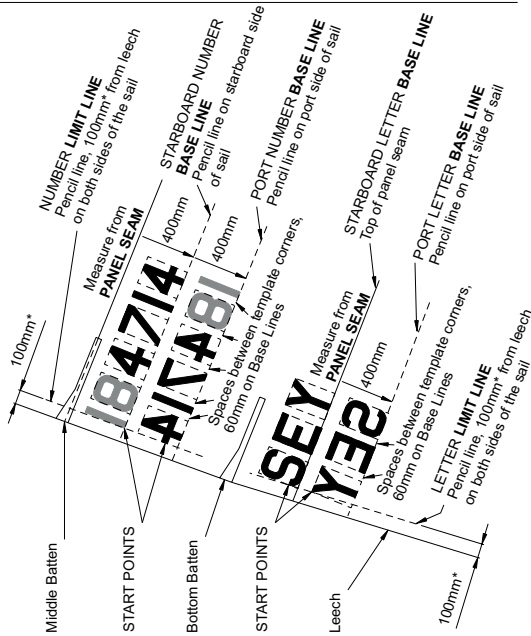 100mm*
NUMBER LIMIT LINE
Pencil line, 100mm* from leech
on both sides of the sail
Middle Batten
Measure from
PANEL SEAM
400mm
STARBOARD NUMBER
BASE LINE
Pencil line on starboard side
of sail
184714
START POINTS
400mm
PORT NUMBER BASE LINE
Pencil line on port side of sail
184714
Spaces between template corners,
60mm on Base Lines
Bottom Batten
SEY
Measure from
PANEL SEAM
STARBOARD LETTER BASE LINE
Top of panel seam
START POINTS
400mm
SEY
PORT LETTER BASE LINE
Pencil line on port side of sail
Spaces between template corners,
60mm on Base Lines
Leech
LETTER LIMIT LINE
Pencil line, 100mm* from leech
on both sides of the sail
100mm*